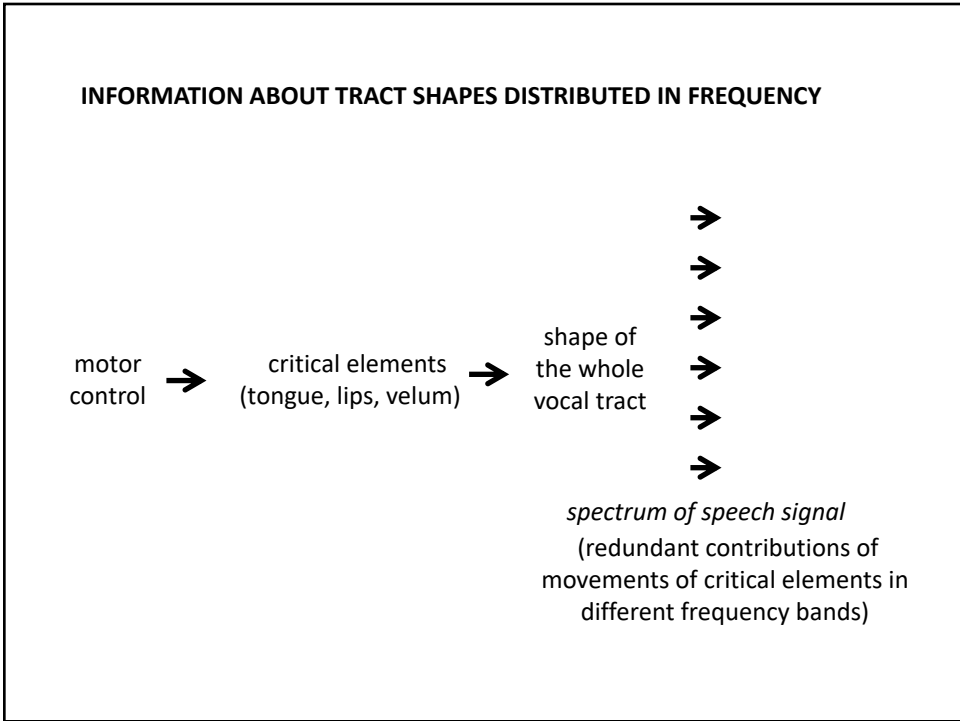 INFORMATION ABOUT TRACT SHAPES DISTRIBUTED IN FREQUENCY
motor
control
critical elements
(tongue, lips, velum)
shape of
the whole
vocal tract
spectrum of speech signal
(redundant contributions of
movements of critical elements in
different frequency bands)